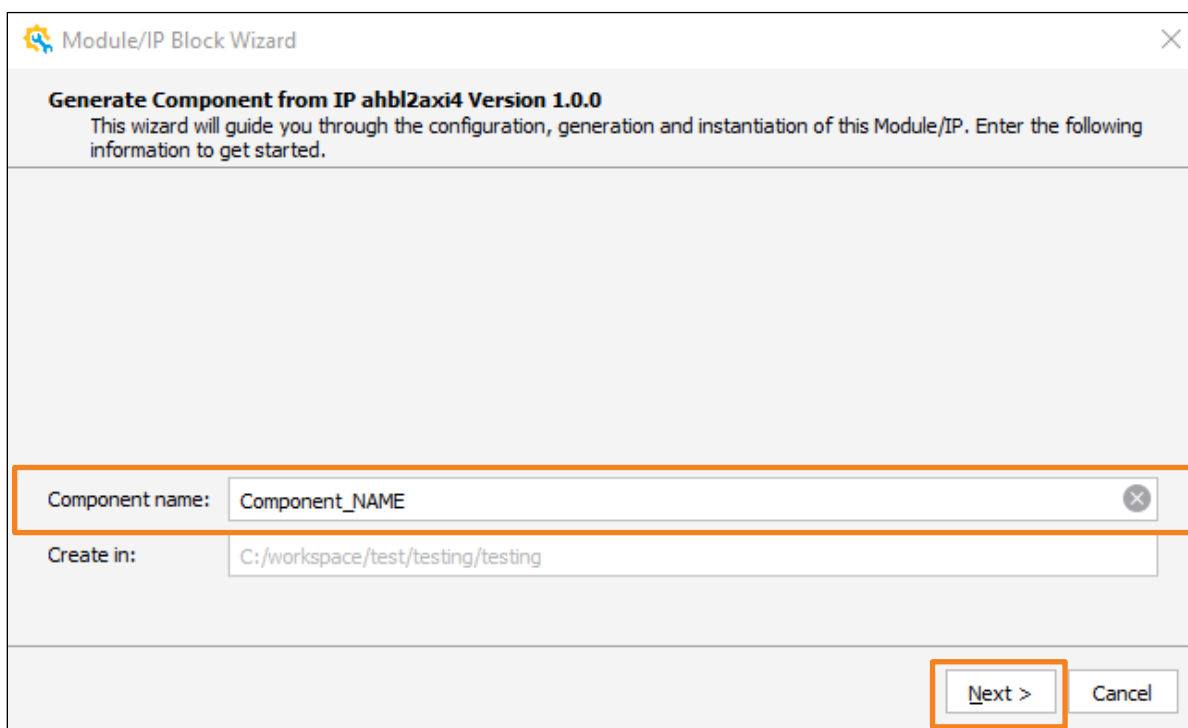 Module/IP Block Wizard
Generate Component from IP ahbl2axi4 Version 1.0.0
This wizard will guide you through the configuration, generation and instantiation of this Module/IP. Enter the following
information to get started.
Component name: Component_NAME
Create in: C:/workspace/test/testing/testing
Next > Cancel